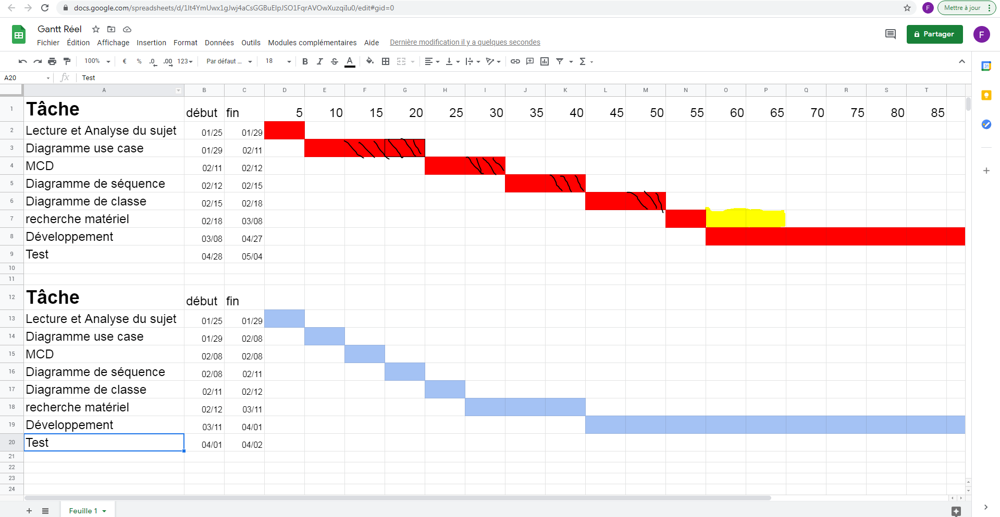 docs.google.com/spreadsheets/d/1lt4YmUwx1gJwj4aCsGGBuElpJSO1FqrAVOwXuzqiIu0/edit#gid=0 F Mettre à jour
Gantt Réel
Fichier Édition Affichage Insertion Format Données Outils Modules complémentaires Aide Dernière modification il y a quelques secondes Partager F
100% € % .0 .00 123 Par défaut ... 18 B I S A Σ 31
A20 fx Test
A B C D E F G H I J K L M N O P Q R S T
1 Tâche début fin 5 10 15 20 25 30 35 40 45 50 55 60 65 70 75 80 85
2 Lecture et Analyse du sujet 01/25 01/29
3 Diagramme use case 01/29 02/11
4 MCD 02/11 02/12
5 Diagramme de séquence 02/12 02/15
6 Diagramme de classe 02/15 02/18
7 recherche matériel 02/18 03/08
8 Développement 03/08 04/27
9 Test 04/28 05/04
10
11
12 Tâche début fin
13 Lecture et Analyse du sujet 01/25 01/29
14 Diagramme use case 01/29 02/08
15 MCD 02/08 02/08
16 Diagramme de séquence 02/08 02/11
17 Diagramme de classe 02/11 02/12
18 recherche matériel 02/12 03/11
19 Développement 03/11 04/01
20 Test 04/01 04/02
21
22
23
24
Feuille 1